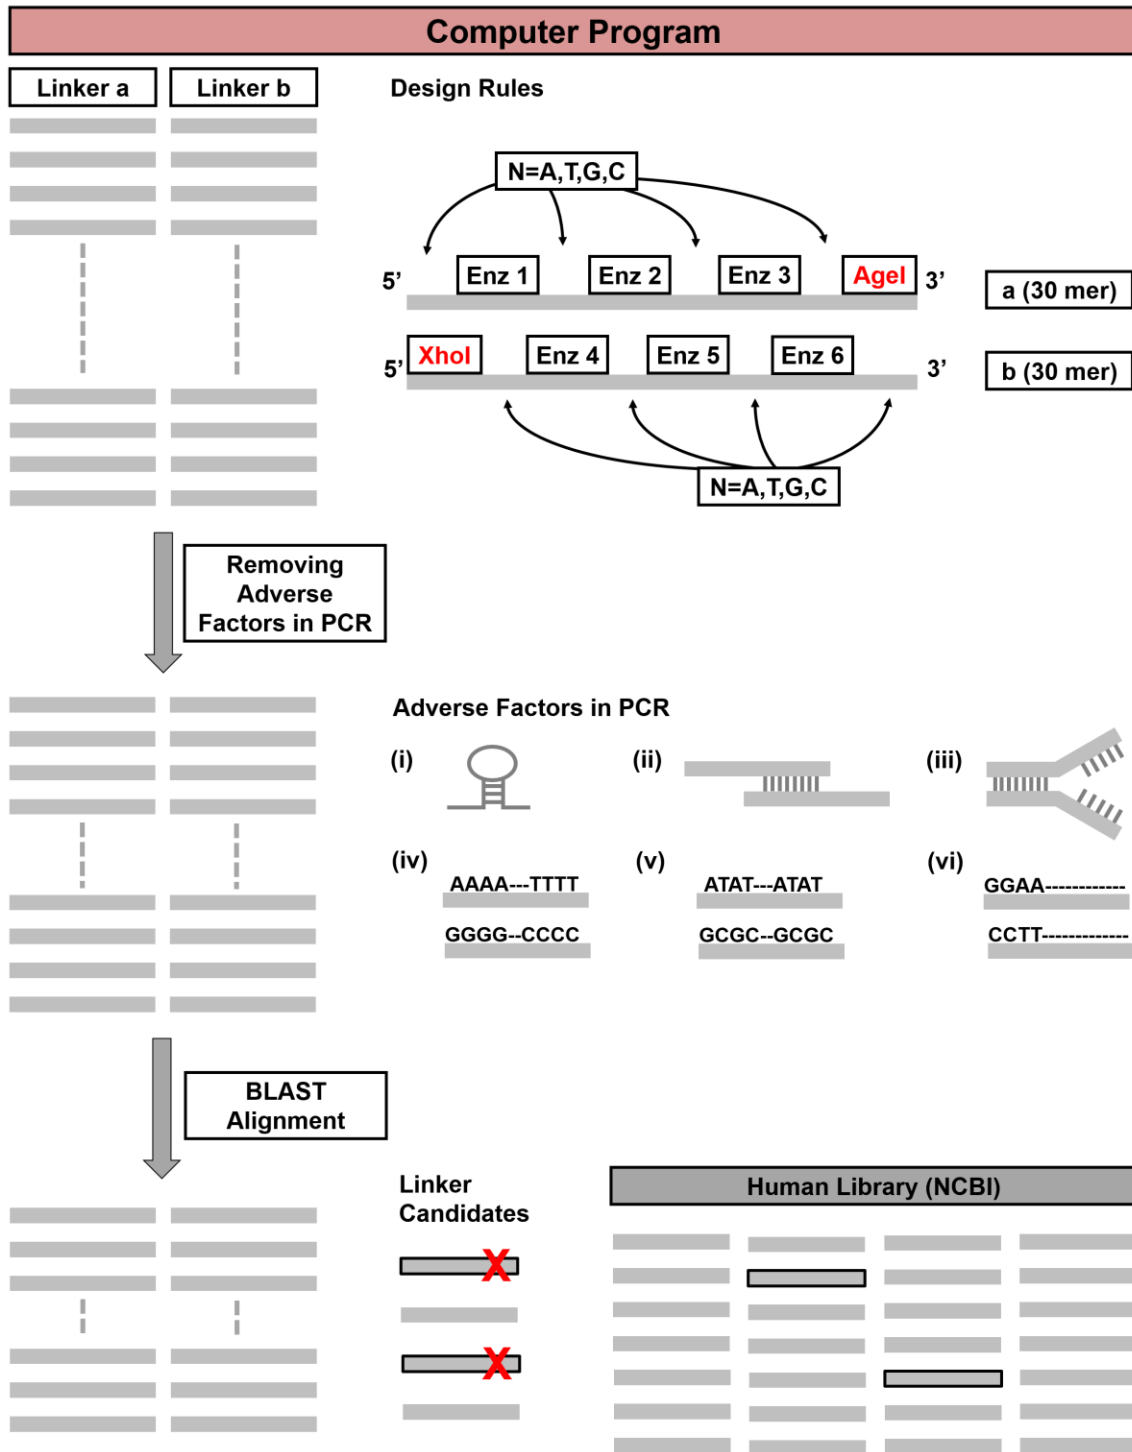 Computer Program
Linker a
Linker b
Design Rules
N=A,T,G,C
5’
Enz 1
Enz 2
Enz 3
AgeI
3’
a (30 mer)
5’
XhoI
Enz 4
Enz 5
Enz 6
3’
b (30 mer)
N=A,T,G,C
Removing
Adverse
Factors in PCR
Adverse Factors in PCR
(i)
(ii)
(iii)
(iv)
AAAA---TTTT
GGGG--CCCC
(v)
ATAT---ATAT
GCGC--GCGC
(vi)
GGAA------------
CCTT-------------
BLAST
Alignment
Linker
Candidates
X
X
Human Library (NCBI)